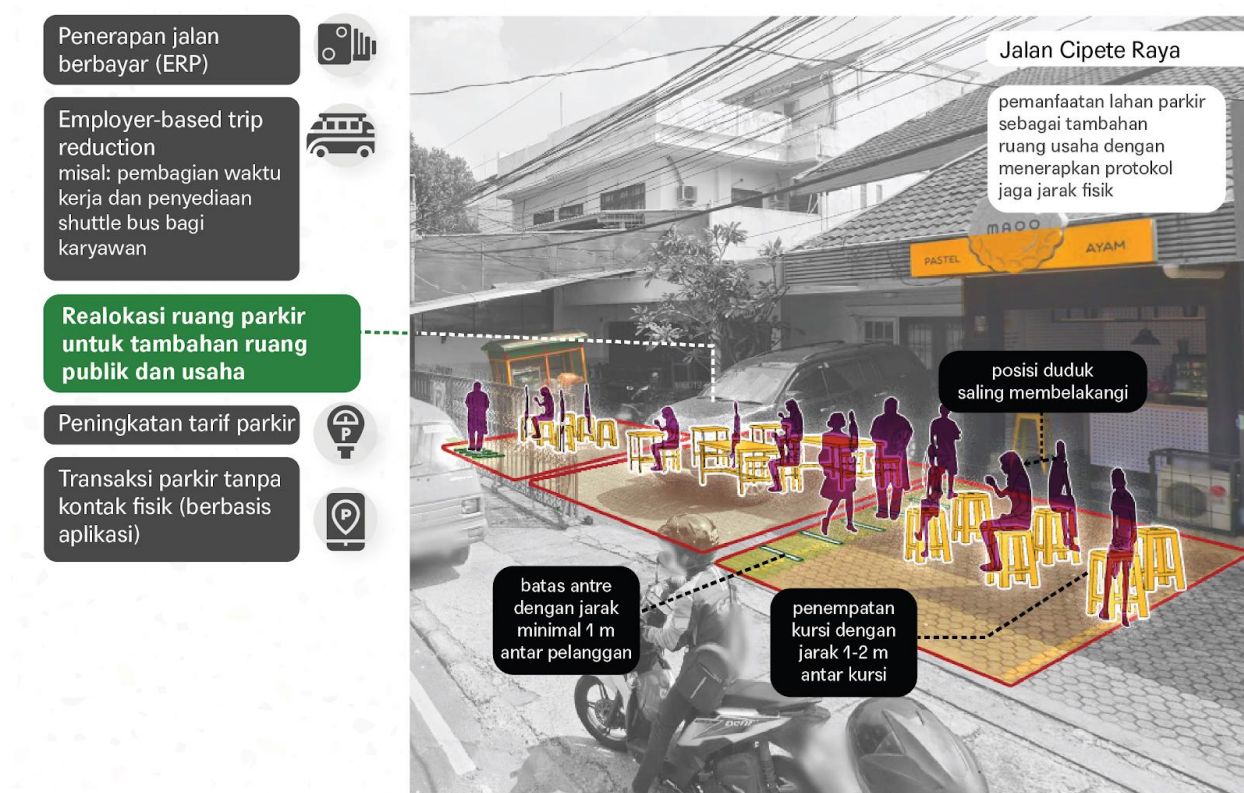 Penerapan jalan
berbayar (ERP)
Employer-based trip
reduction
misal: pembagian waktu
kerja dan penyediaan
shuttle bus bagi
karyawan
Realokasi ruang parkir
untuk tambahan ruang
publik dan usaha
Peningkatan tarif parkir
P
Transaksi parkir tanpa
kontak fisik (berbasis
aplikasi)
P
Jalan Cipete Raya
pemanfaatan lahan parkir
sebagai tambahan
ruang usaha dengan
menerapkan protokol
jaga jarak fisik
MAQO
PASTEL
AYAM
posisi duduk
saling membelakangi
batas antre
dengan jarak
minimal 1 m
antar pelanggan
penempatan
kursi dengan
jarak 1-2 m
antar kursi